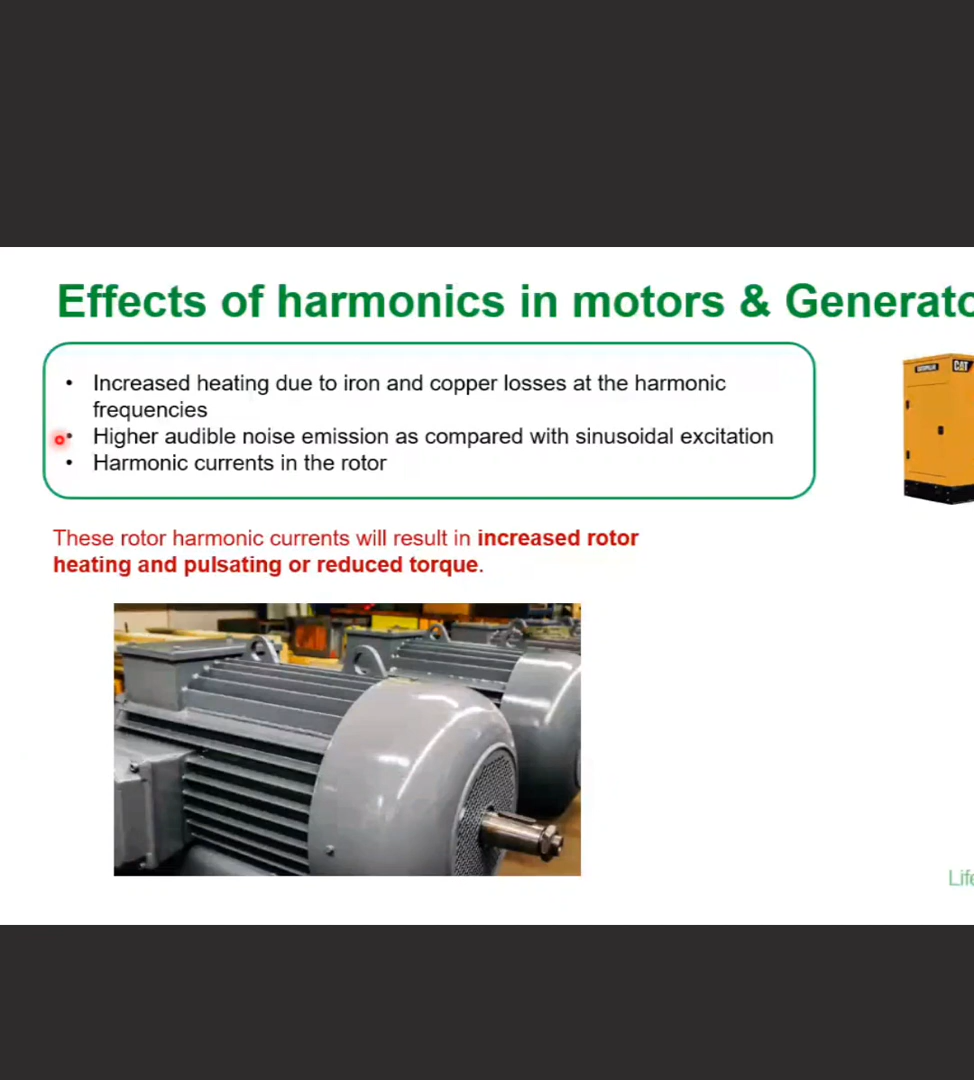 Effects of harmonics in motors & Generato
• Increased heating due to iron and copper losses at the harmonic
frequencies
• Higher audible noise emission as compared with sinusoidal excitation
• Harmonic currents in the rotor
CAT
These rotor harmonic currents will result in increased rotor
heating and pulsating or reduced torque.
Life